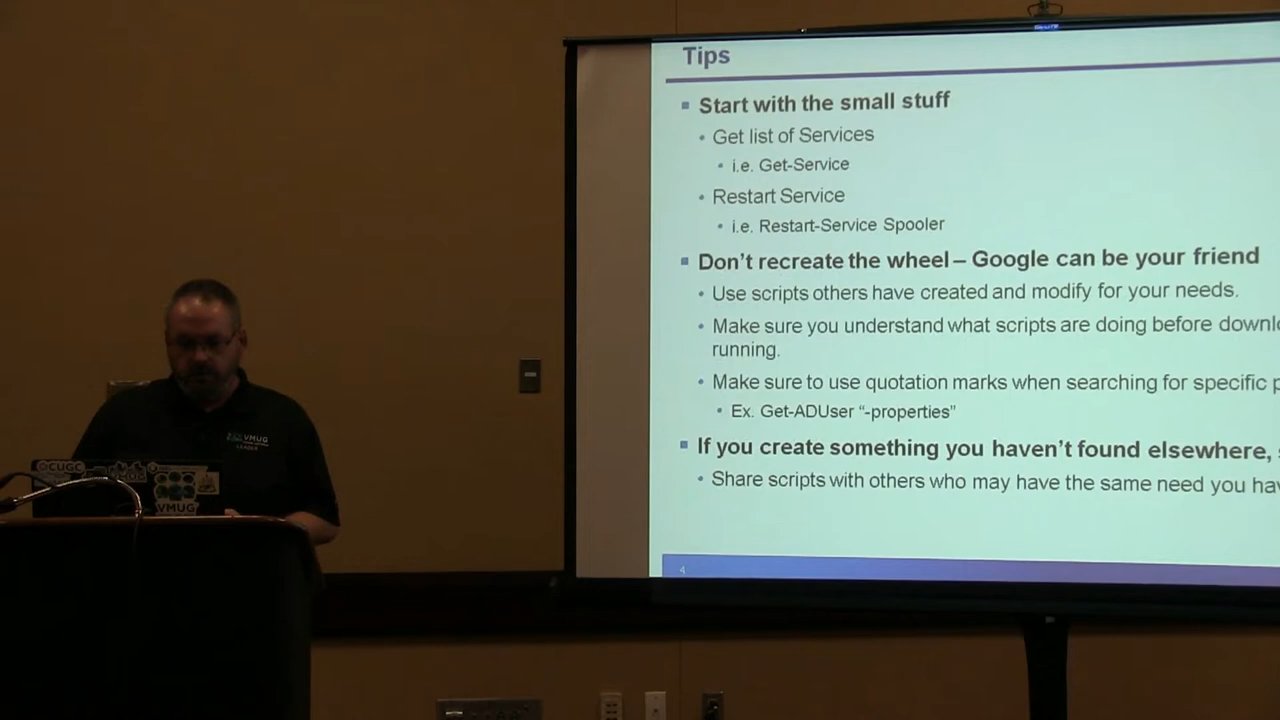 Tips
Start with the small stuff
Get list of Services
i.e. Get-Service
Restart Service
i.e. Restart-Service Spooler
Don't recreate the wheel – Google can be your friend
Use scripts others have created and modify for your needs.
Make sure you understand what scripts are doing before downl
running.
Make sure to use quotation marks when searching for specific p
Ex. Get-ADUser “-properties”
If you create something you haven't found elsewhere, s
Share scripts with others who may have the same need you hav
4
VMUG
LEADER
CUGC
VMUG